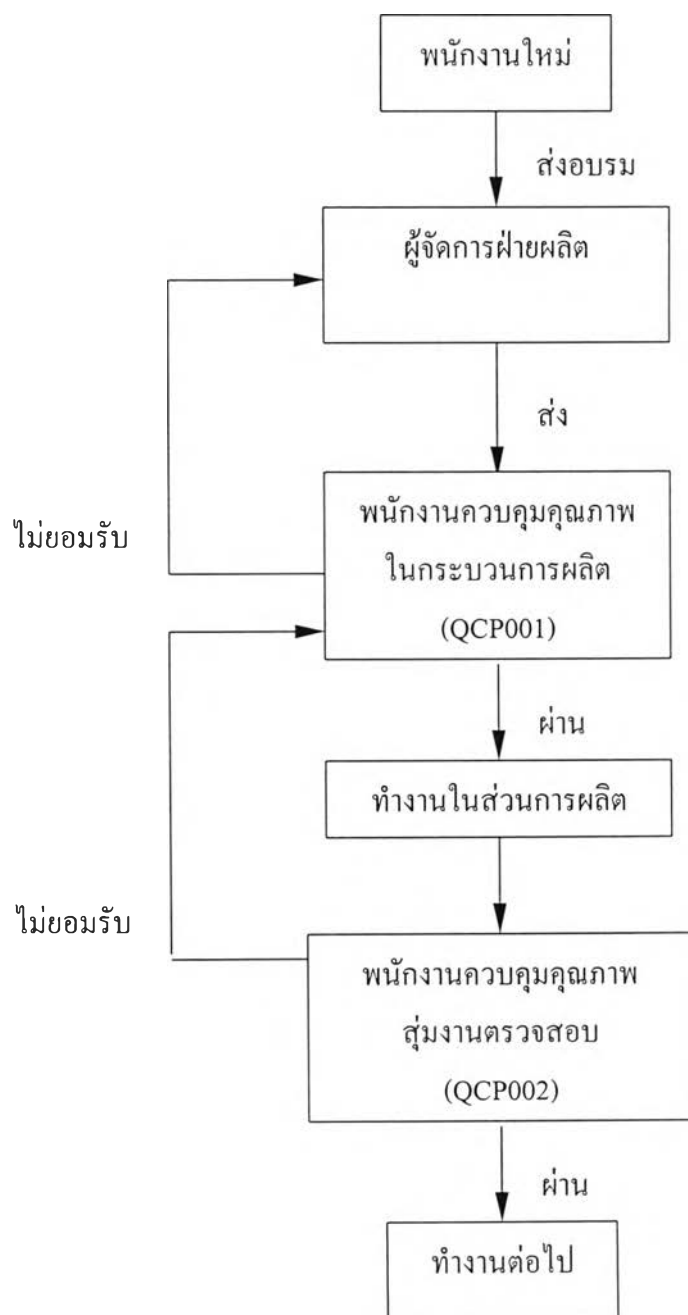 พนักงานใหม่
ส่งอบรม
ผู้จัดการฝ่ายผลิต
ส่ง
พนักงานควบคุมคุณภาพ
ในกระบวนการผลิต
(QCP001)
ไม่ยอมรับ
ผ่าน
ทำงานในส่วนการผลิต
ไม่ยอมรับ
พนักงานควบคุมคุณภาพ
สุ่มงานตรวจสอบ
(QCP002)
ผ่าน
ทำงานต่อไป